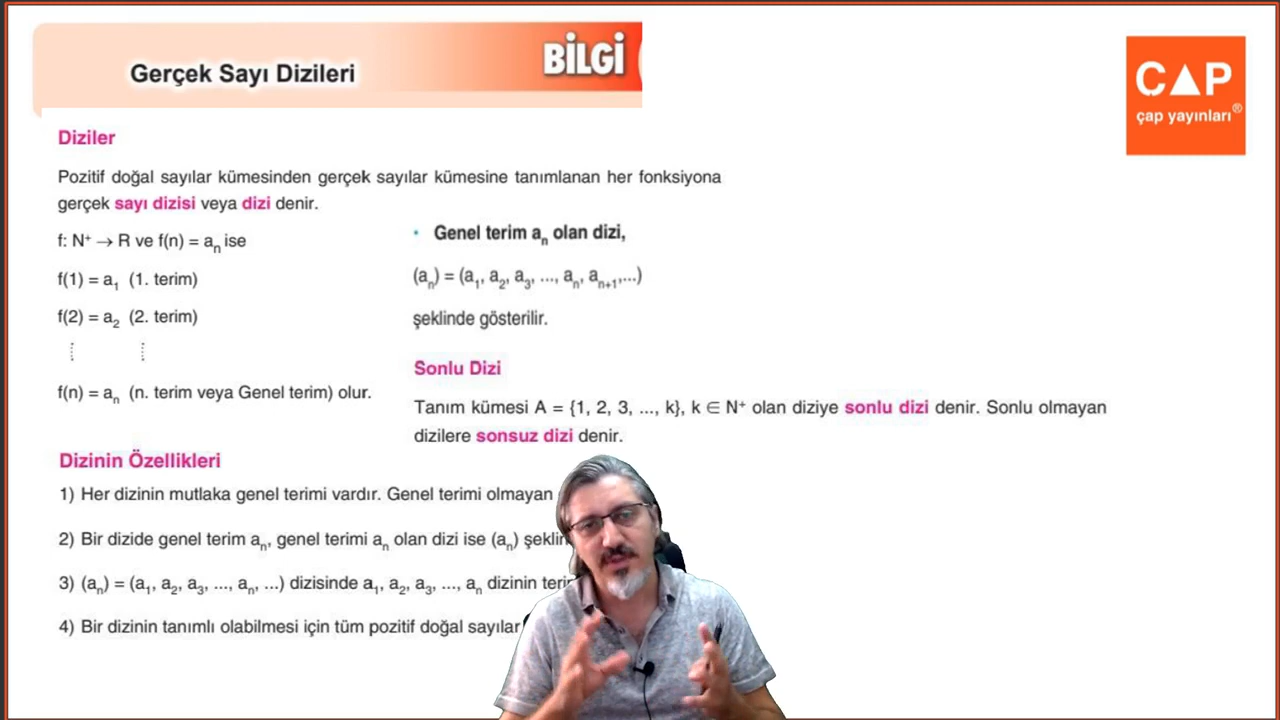 Gerçek Sayı Dizileri
BİLGİ
ÇAP
çap yayınları®
Diziler
Pozitif doğal sayılar kümesinden gerçek sayılar kümesine tanımlanan her fonksiyona
gerçek sayı dizisi veya dizi denir.
f: N⁺ → R ve f(n) = aₙ ise
f(1) = a₁ (1. terim)
f(2) = a₂ (2. terim)
f(n) = aₙ (n. terim veya Genel terim) olur.
• Genel terim aₙ olan dizi,
(aₙ) = (a₁, a₂, a₃, ..., aₙ, aₙ₊₁,...)
şeklinde gösterilir.
Sonlu Dizi
Tanım kümesi A = {1, 2, 3, ..., k}, k ∈ N⁺ olan diziye sonlu dizi denir. Sonlu olmayan
dizilere sonsuz dizi denir.
Dizinin Özellikleri
1) Her dizinin mutlaka genel terimi vardır. Genel terimi olmayan
2) Bir dizide genel terim aₙ, genel terimi aₙ olan dizi ise (aₙ)
3) (aₙ) = (a₁, a₂, a₃, ..., aₙ, ...) dizisinde a₁, a₂, a₃, ..., aₙ dizinin
4) Bir dizinin tanımlı olabilmesi için tüm pozitif doğal sayılar